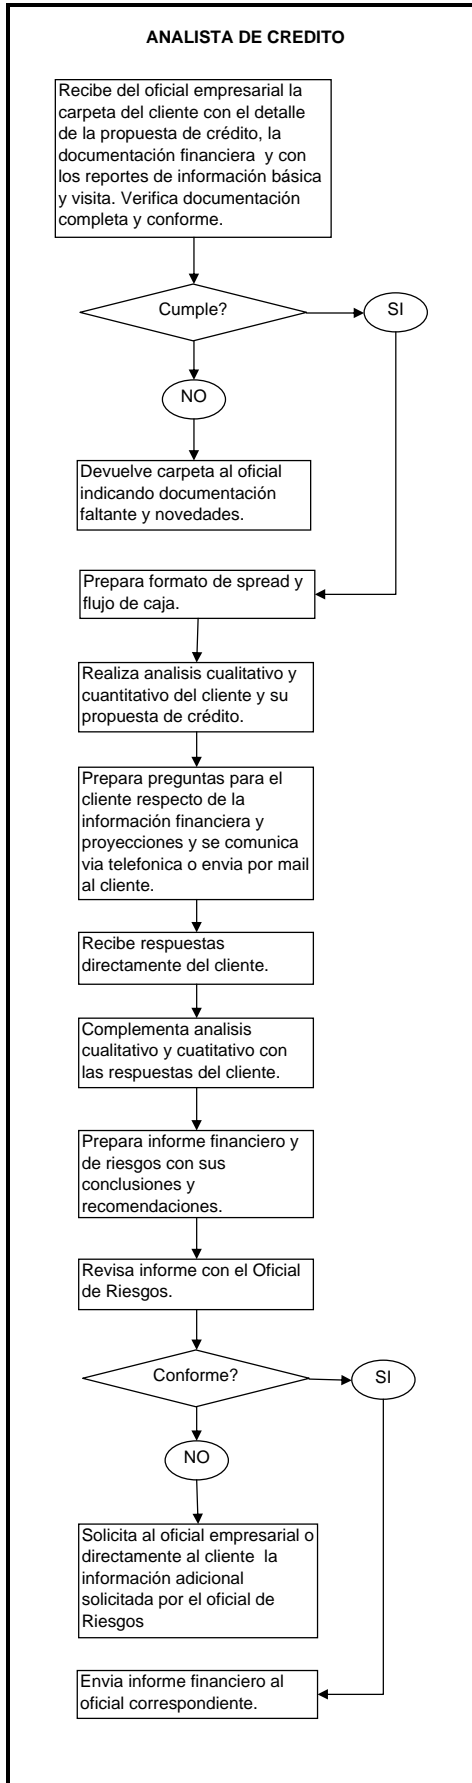 ANALISTA DE CREDITO
Recibe del oficial empresarial la
carpeta del cliente con el detalle
de la propuesta de crédito, la
documentación financiera y con
los reportes de información básica
y visita. Verifica documentación
completa y conforme.
Cumple?
SI
NO
Devuelve carpeta al oficial
indicando documentación
faltante y novedades.
Prepara formato de spread y
flujo de caja.
Realiza analisis cualitativo y
cuantitativo del cliente y su
propuesta de crédito.
Prepara preguntas para el
cliente respecto de la
información financiera y
proyecciones y se comunica
via telefonica o envia por mail
al cliente.
Recibe respuestas
directamente del cliente.
Complementa analisis
cualitativo y cuatitativo con
las respuestas del cliente.
Prepara informe financiero y
de riesgos con sus
conclusiones y
recomendaciones.
Revisa informe con el Oficial
de Riesgos.
Conforme?
SI
NO
Solicita al oficial empresarial o
directamente al cliente la
información adicional
solicitada por el oficial de
Riesgos
Envia informe financiero al
oficial correspondiente.